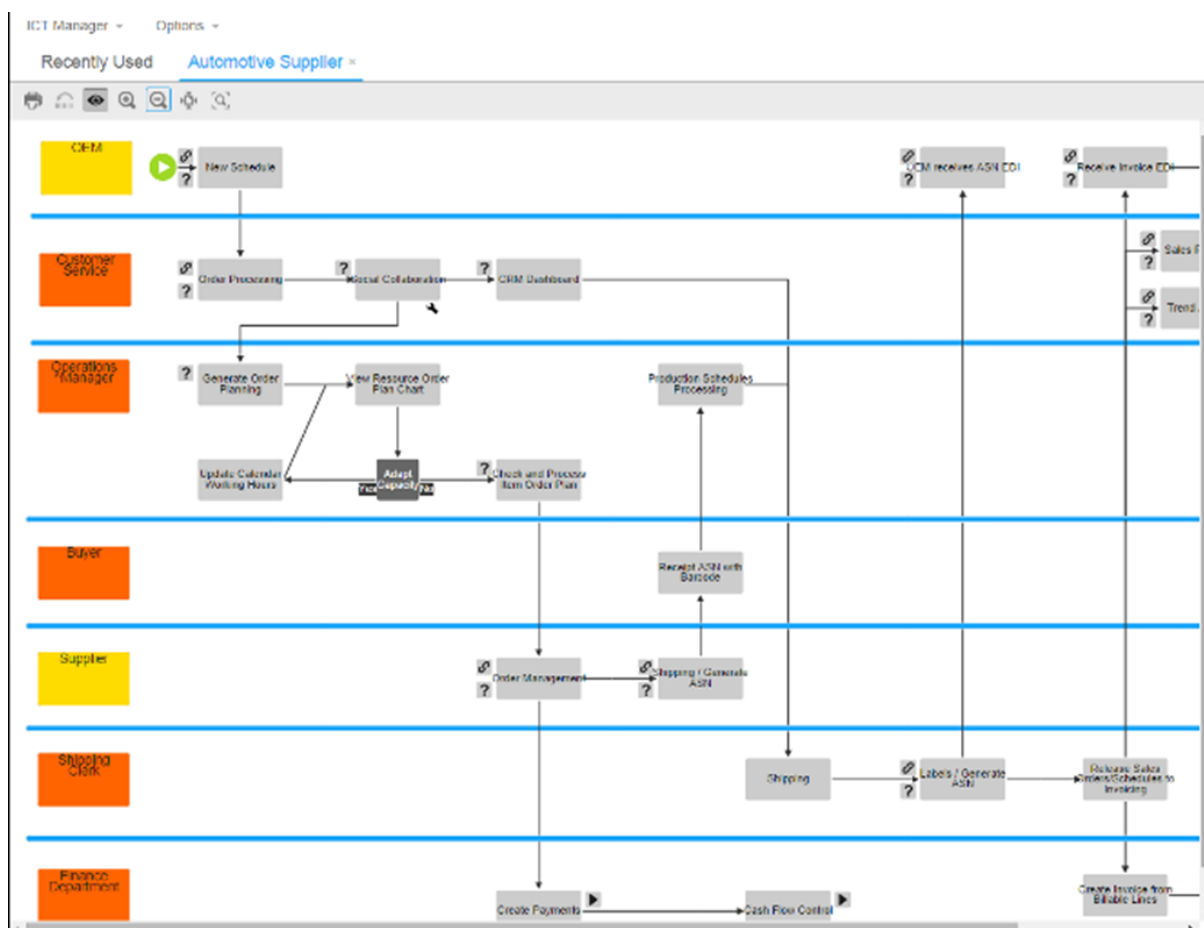 ICT Manager Options
Recently Used Automotive Supplier ×
OEM
New Schedule
OEM receives ASN EDI
Receive Invoice EDI
Customer
Service
Order Processing
Social Collaboration
CRM Dashboard
Sales
Trend
Operations
Manager
?
Generate Order
Planning
View Resource Order
Plan Chart
Production Schedules
Processing
Update Calendar
Working Hours
Yes
Adapt
Capacity
No
?
Check and Process
Item Order Plan
Buyer
Receipt ASN with
Barcode
Supplier
Order Management
Shipping / Generate
ASN
Shipping
Clerk
Shipping
Labels / Generate
ASN
Release Sales
Orders/Schedules to
Invoicing
Finance
Department
Create Payments
Cash Flow Control
Create Invoice from
Billable Lines